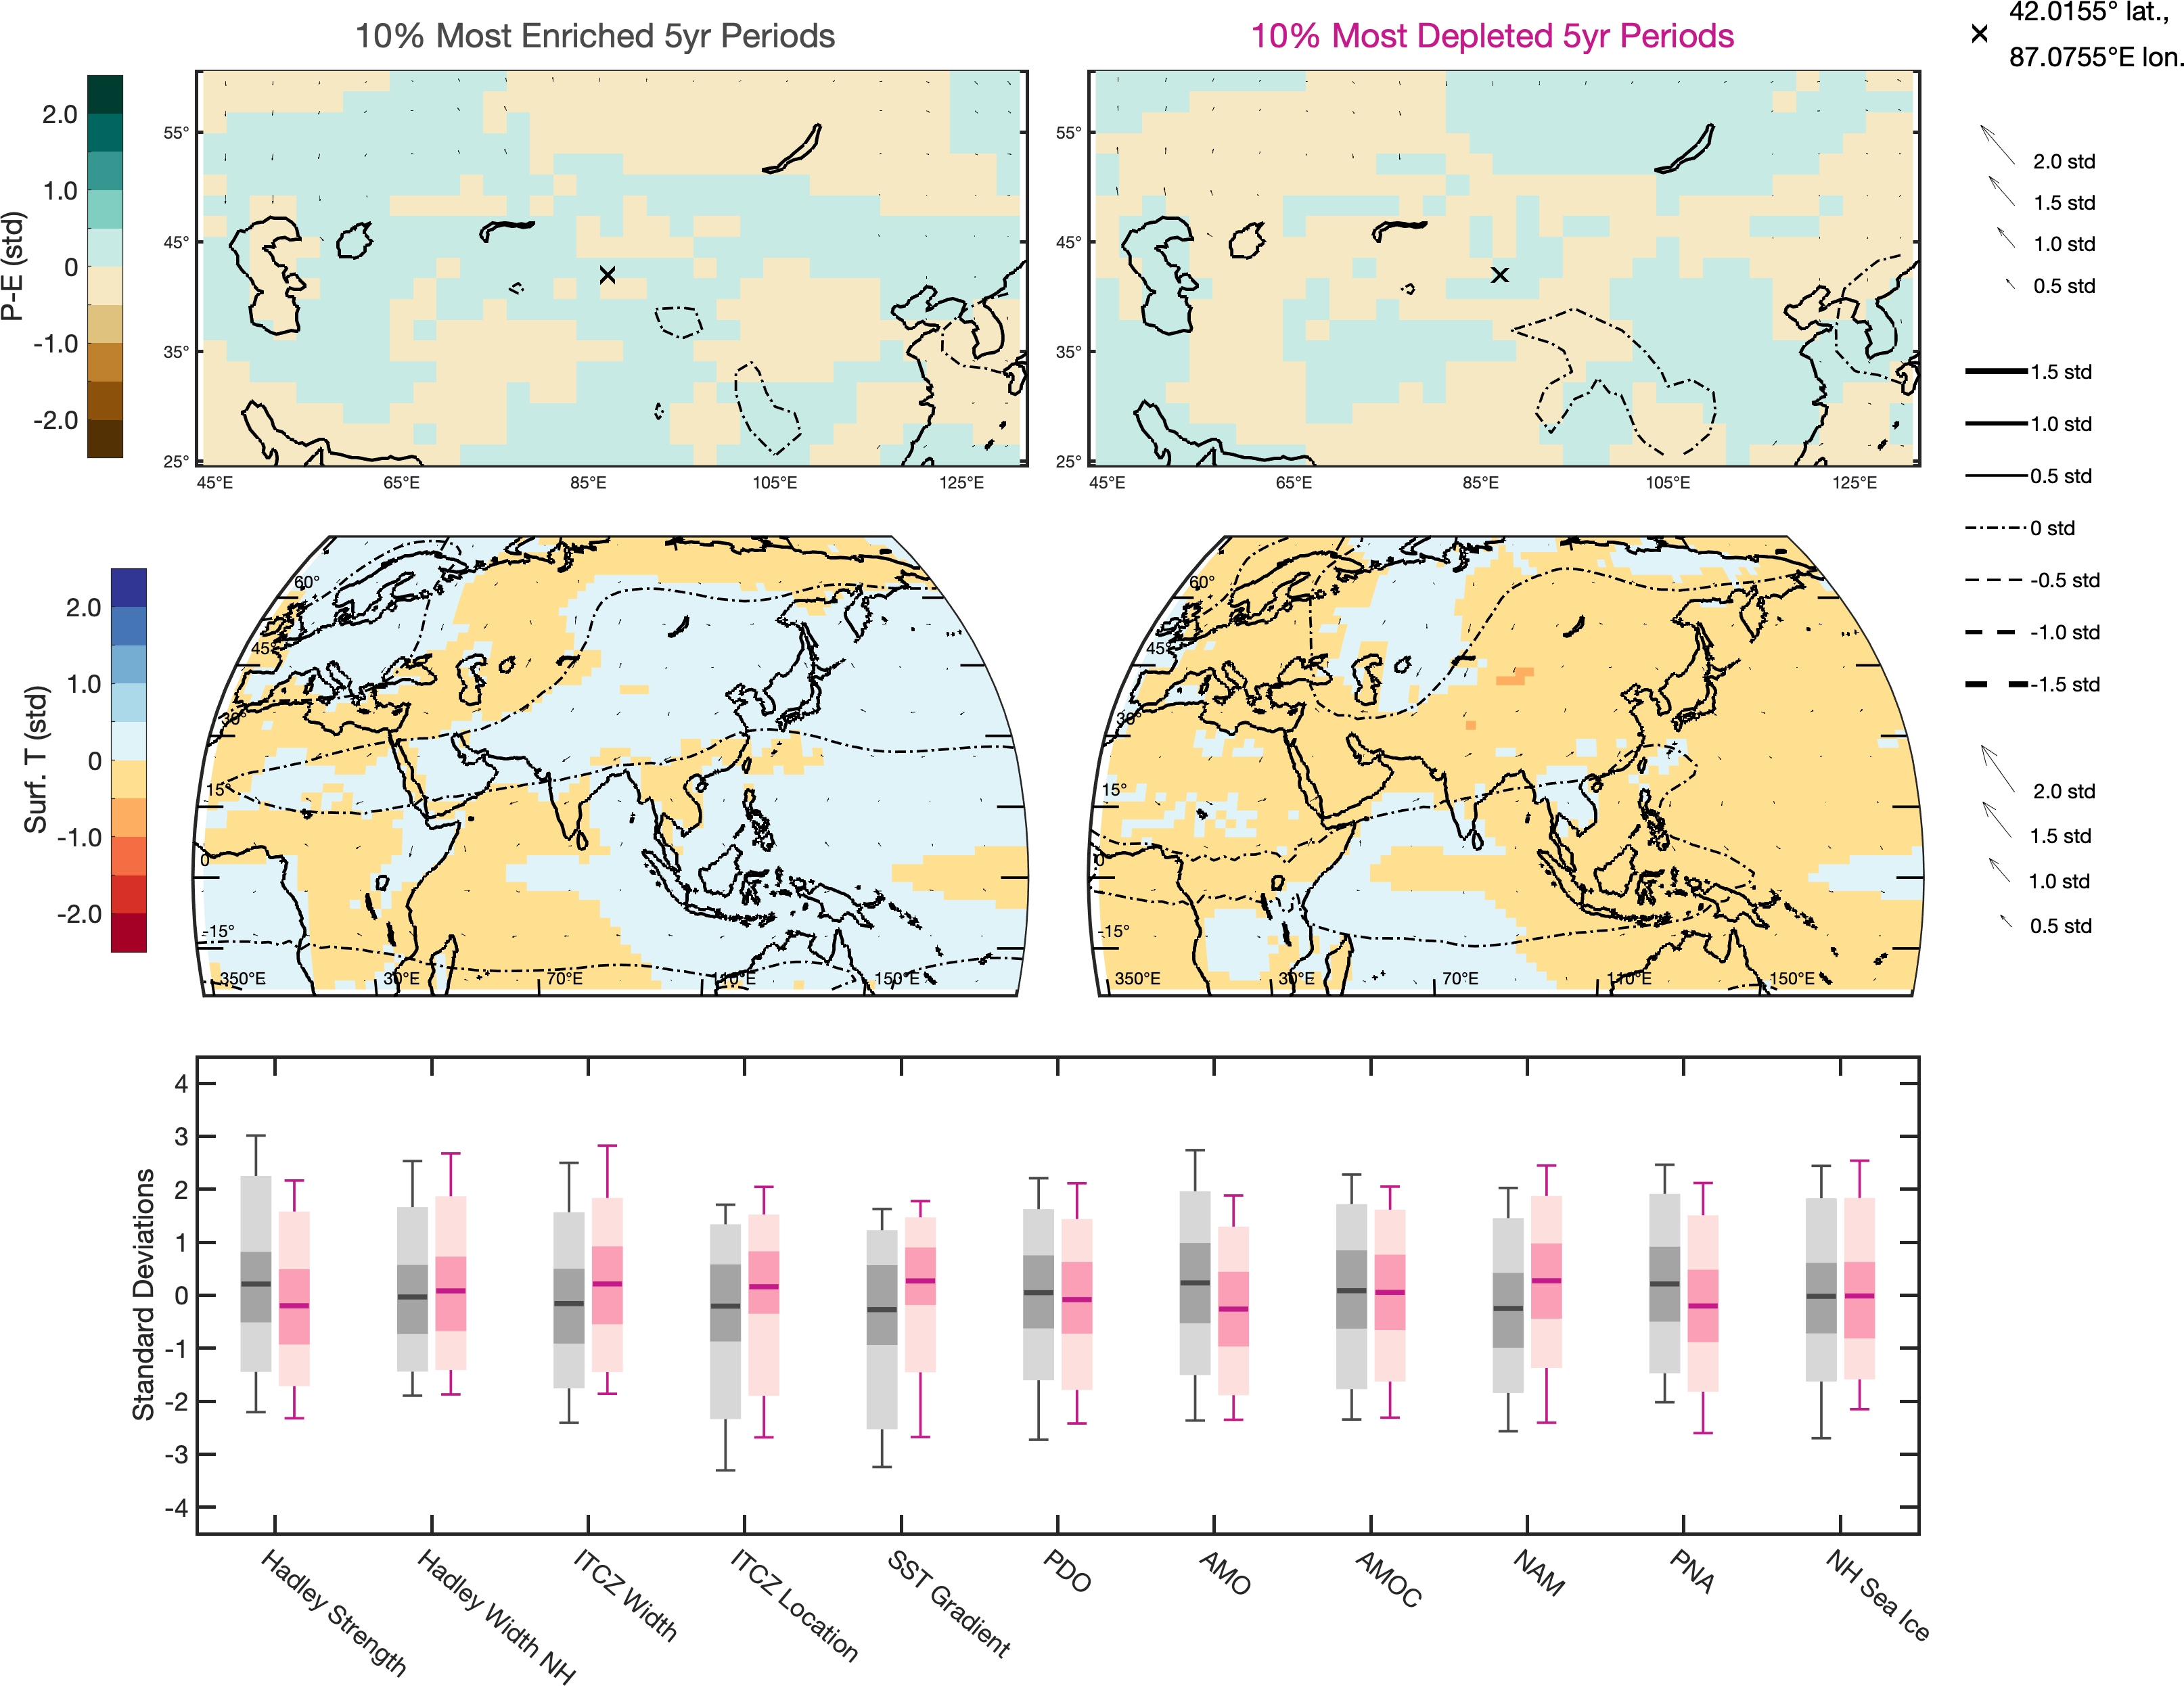 10% Most Enriched 5yr Periods
10% Most Depleted 5yr Periods
42.0155° lat.,
87.0755°E lon.
P-E (std)
2.0
1.0
0
-1.0
-2.0
55°
45°
35°
25°
45°E
65°E
85°E
105°E
125°E
55°
45°
35°
25°
45°E
65°E
85°E
105°E
125°E
2.0 std
1.5 std
1.0 std
0.5 std
1.5 std
1.0 std
0.5 std
0 std
-0.5 std
-1.0 std
-1.5 std
2.0 std
1.5 std
1.0 std
0.5 std
Surf. T (std)
2.0
1.0
0
-1.0
-2.0
60°
45°
30°
15°
0
-15°
350°E
30°E
70°E
110°E
150°E
60°
45°
30°
15°
0
-15°
350°E
30°E
70°E
110°E
150°E
Standard Deviations
4
3
2
1
0
-1
-2
-3
-4
Hadley Strength
Hadley Width NH
ITCZ Width
ITCZ Location
SST Gradient
PDO
AMO
AMOC
NAM
PNA
NH Sea Ice